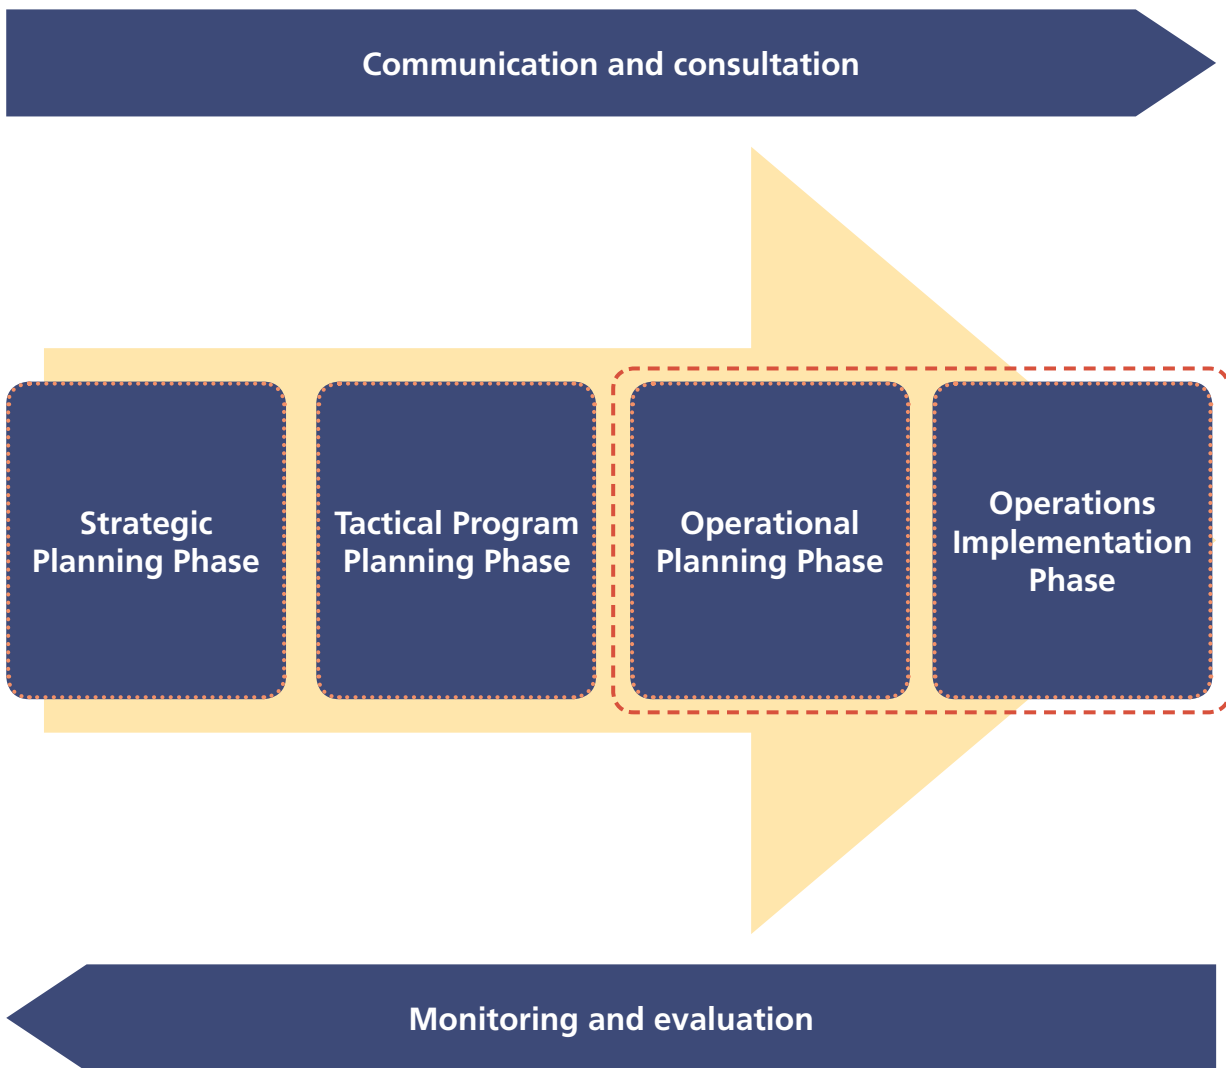 Communication and consultation
Strategic
Planning Phase
Tactical Program
Planning Phase
Operational
Planning Phase
Operations
Implementation
Phase
Monitoring and evaluation